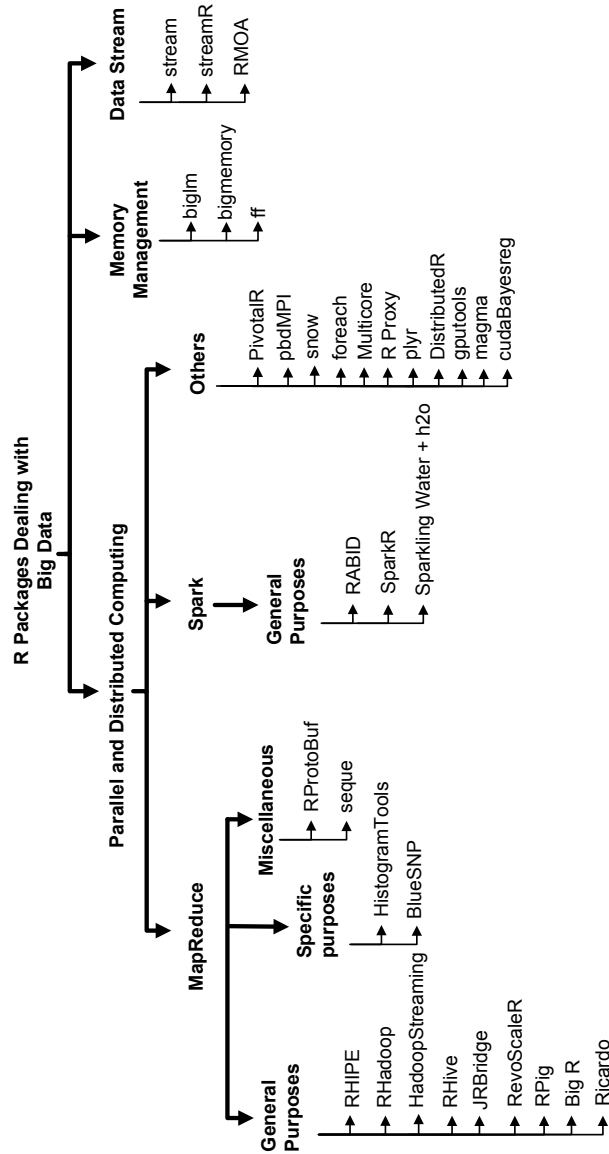 R Packages Dealing with
Big Data
Parallel and Distributed Computing
MapReduce
General
Purposes
RHIPE
RHadoop
HadoopStreaming
RHive
JRBridge
RevoScaleR
RPig
Big R
Ricardo
Specific
purposes
HistogramTools
BlueSNP
Miscellaneous
RProtoBuf
seque
Spark
General
Purposes
RABID
SparkR
Sparkling Water + h2o
Others
PivotalR
pbdMPI
snow
foreach
Multicore
R Proxy
plyr
DistributedR
gputools
magma
cudaBayesreg
Memory
Management
biglm
bigmemory
ff
Data Stream
stream
streamR
RMOA